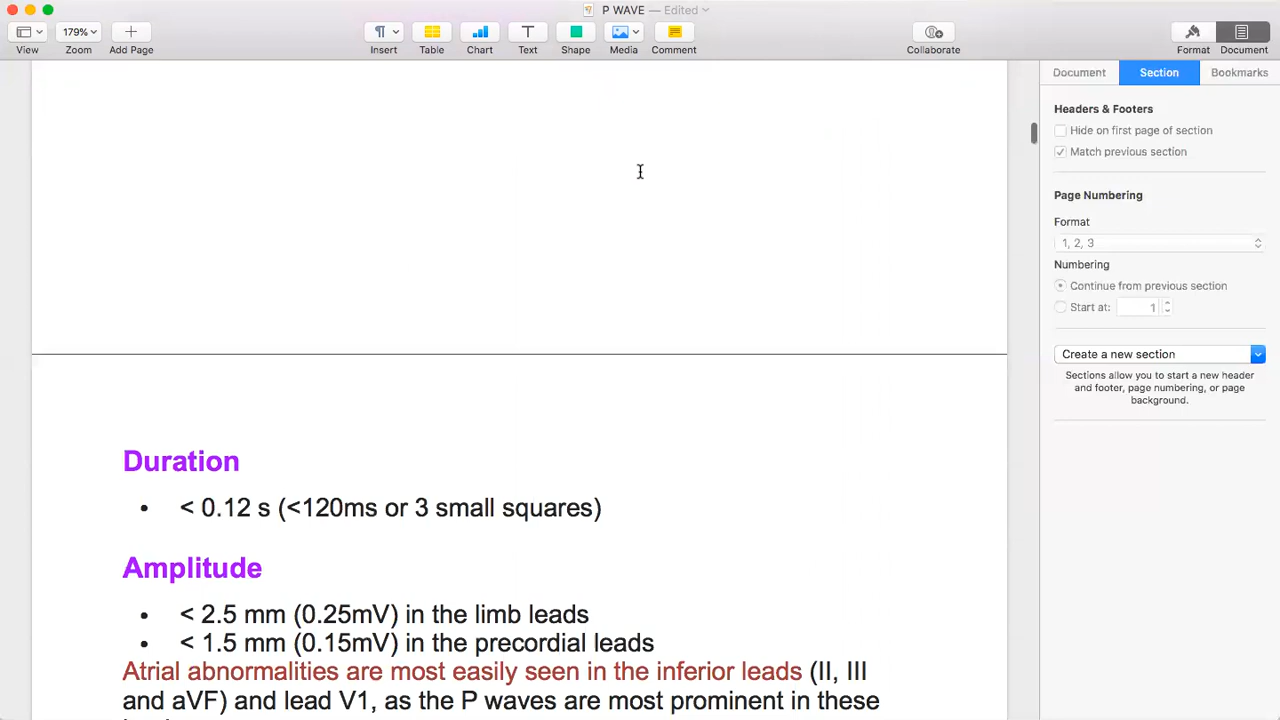 P WAVE — Edited
179%
View
Zoom
Add Page
Insert
Table
Chart
Text
Shape
Media
Comment
Collaborate
Format
Document
Document
Section
Bookmarks
Headers & Footers
Hide on first page of section
Match previous section
Page Numbering
Format
1, 2, 3
Numbering
Continue from previous section
Start at:
1
Create a new section
Sections allow you to start a new header
and footer, page numbering, or page
background.
Duration
• < 0.12 s (<120ms or 3 small squares)
Amplitude
• < 2.5 mm (0.25mV) in the limb leads
• < 1.5 mm (0.15mV) in the precordial leads
Atrial abnormalities are most easily seen in the inferior leads (II, III
and aVF) and lead V1, as the P waves are most prominent in these